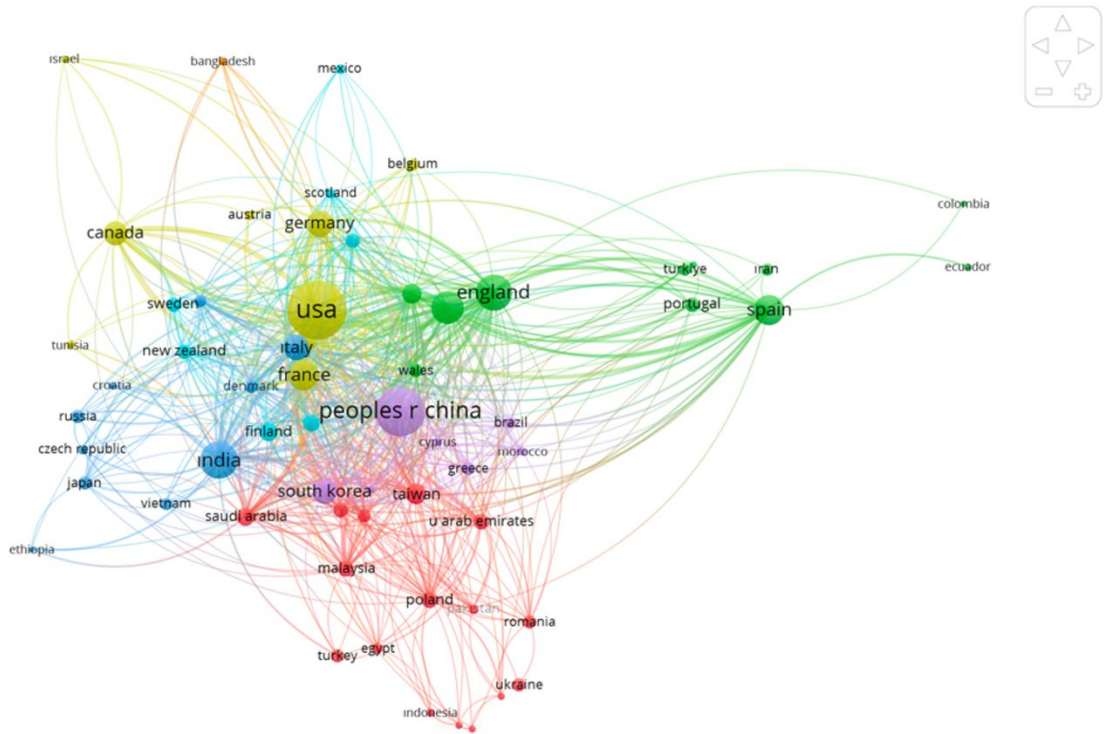 israel
bangladesh
mexico
belgium
scotland
colombia
austria
germany
canada
turkiye
iran
ecuador
england
sweden
usa
portugal
spain
tunisia
new zealand
italy
wales
france
croatia
denmark
russia
peoples r china
brazil
finland
cyprus
czech republic
morocco
india
greece
japan
south korea
taiwan
vietnam
saudi arabia
u arab emirates
ethiopia
malaysia
poland
pakistan
romania
turkey
egypt
ukraine
indonesia